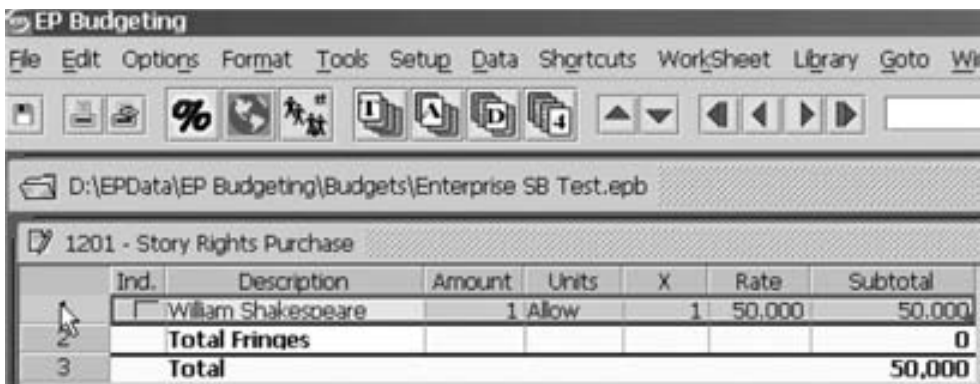 EP Budgeting
File Edit Options Format Tools Setup Data Shortcuts WorkSheet Library Goto Wi
% T A D 4
D:\EPData\EP Budgeting\Budgets\Enterprise SB Test.epb
1201 - Story Rights Purchase
Ind. Description Amount Units X Rate Subtotal
William Shakespeare 1 Allow 1 50,000 50,000
2 Total Fringes 0
3 Total 50,000